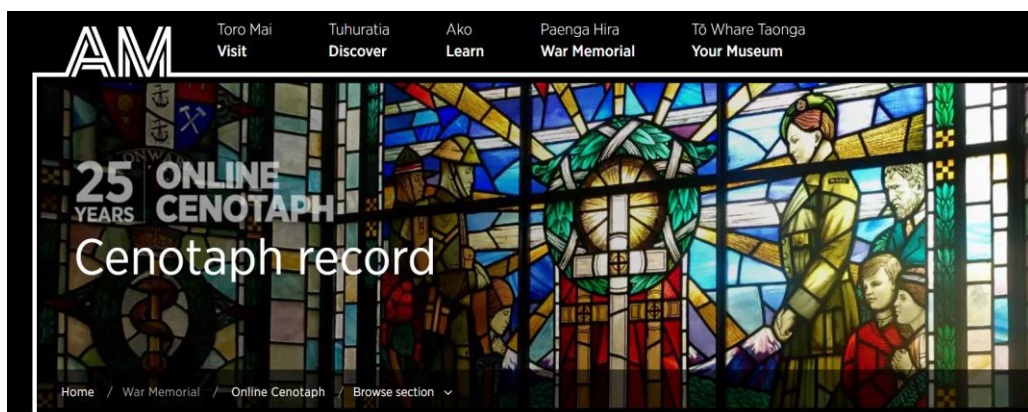 AM
Toro Mai Tuhuratia Ako Paenga Hira Tō Whare Taonga
Visit Discover Learn War Memorial Your Museum
ONWARD
25 ONLINE
YEARS CENOTAPH
Cenotaph record
Home / War Memorial / Online Cenotaph / Browse section